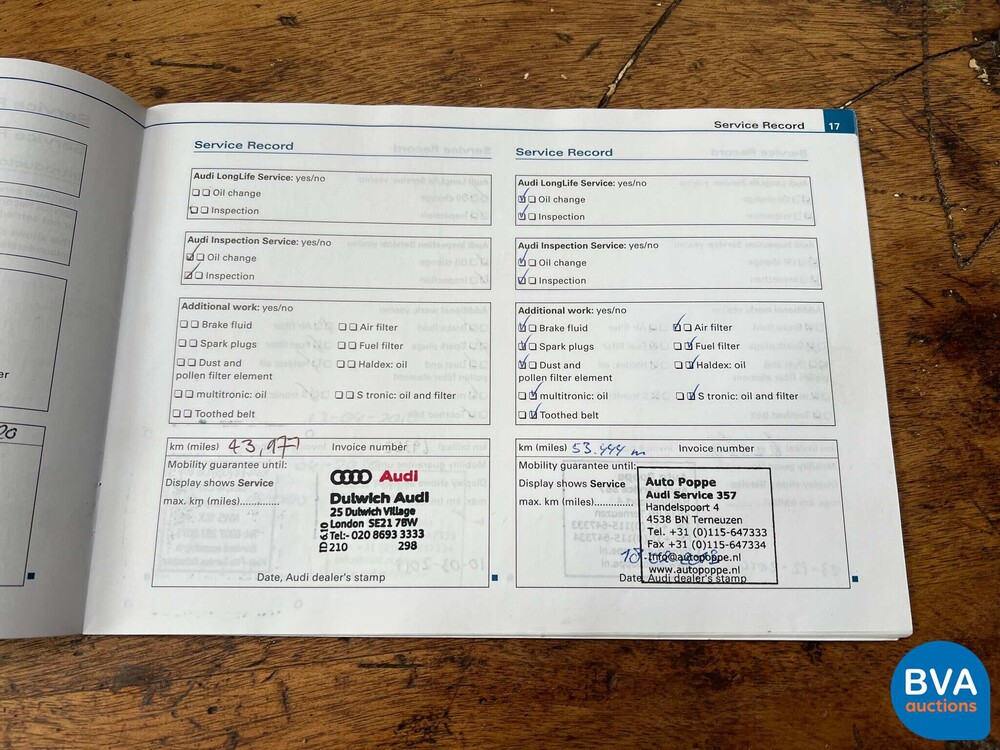 Service Record 17
Service Record
Audi LongLife Service: yes/no
Oil change
Inspection
Audi Inspection Service: yes/no
Oil change
Inspection
Additional work: yes/no
Brake fluid Air filter
Spark plugs Fuel filter
Dust and Haldex: oil
pollen filter element
multitronic: oil S tronic: oil and filter
Toothed belt
km (miles) 43,977 Invoice number
Mobility guarantee until:
Display shows Service
max. km (miles)..............
Audi
Dulwich Audi
25 Dulwich Village
London SE21 7BW
Tel:- 020 8693 3333
210 298
Date, Audi dealer's stamp
Service Record
Audi LongLife Service: yes/no
Oil change
Inspection
Audi Inspection Service: yes/no
Oil change
Inspection
Additional work: yes/no
Brake fluid Air filter
Spark plugs Fuel filter
Dust and Haldex: oil
pollen filter element
multitronic: oil S tronic: oil and filter
Toothed belt
km (miles) 53.444 m Invoice number
Mobility guarantee until:
Display shows Service
max. km (miles)..............
Auto Poppe
Audi Service 357
Handelspoort 4
4538 BN Terneuzen
Tel. +31 (0)115-647333
Fax +31 (0)115-647334
info@autopoppe.nl
www.autopoppe.nl
Date, Audi dealer's stamp
BVA
auctions